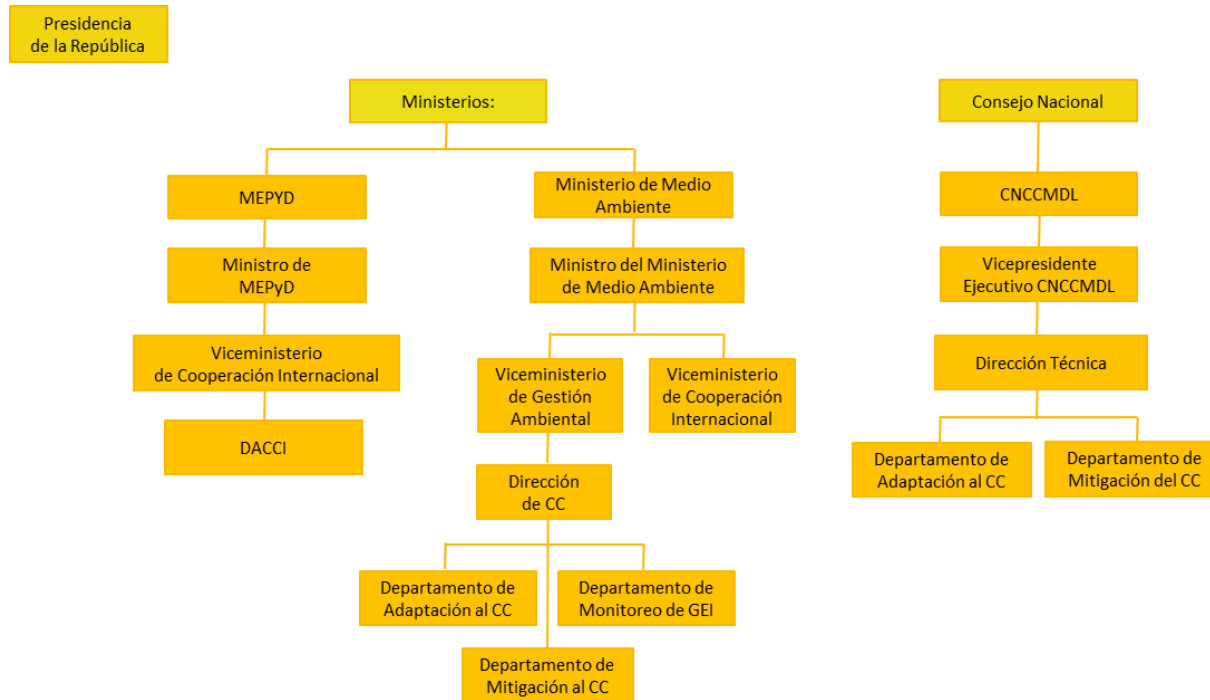 Presidencia
de la República
Ministerios:
Consejo Nacional
MEPYD
Ministerio de Medio
Ambiente
CNCCMDL
Ministro de
MEPyD
Ministro del Ministerio
de Medio Ambiente
Vicepresidente
Ejecutivo CNCCMDL
Viceministerio
de Cooperación Internacional
Viceministerio
de Gestión
Ambiental
Viceministerio
de Cooperación
Internacional
Dirección Técnica
DACCI
Departamento de
Adaptación al CC
Departamento de
Mitigación del CC
Dirección
de CC
Departamento de
Adaptación al CC
Departamento de
Monitoreo de GEI
Departamento de
Mitigación al CC